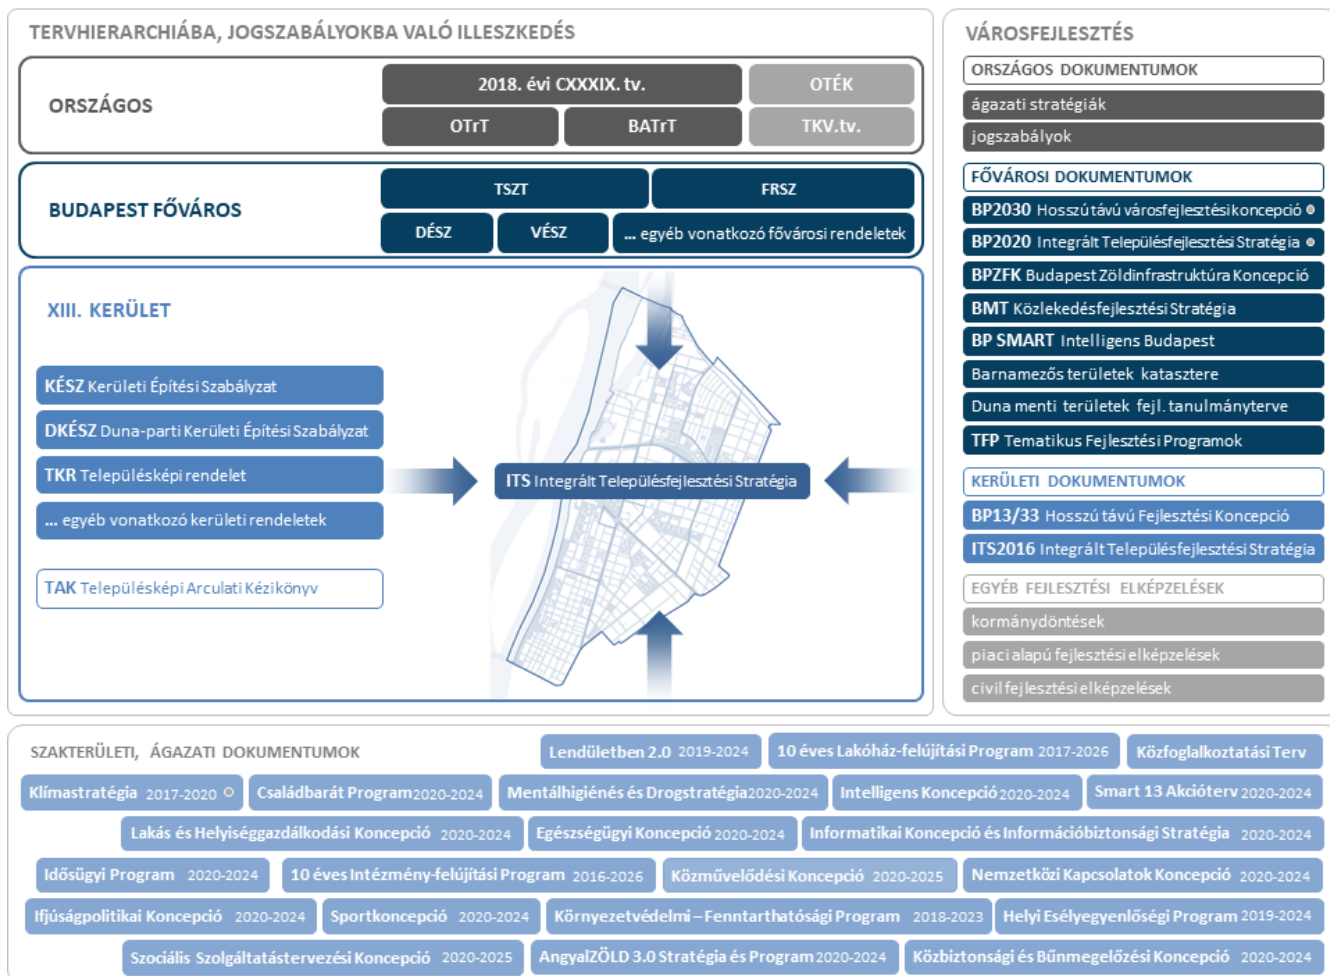 TERVHIERARCHIÁBA, JOGSZABÁLYOKBA VALÓ ILLESZKEDÉS
ORSZÁGOS
2018. évi CXXXIX. tv.
OTÉK
OTrT
BATrT
TKV.tv.
BUDAPEST FŐVÁROS
TSZT
FRSZ
DÉSZ
VÉSZ
... egyéb vonatkozó fővárosi rendeletek
XIII. KERÜLET
KÉSZ Kerületi Építési Szabályzat
DKÉSZ Duna-parti Kerületi Építési Szabályzat
TKR Településképi rendelet
... egyéb vonatkozó kerületi rendeletek
TAK Településképi Arculati Kézikönyv
ITS Integrált Településfejlesztési Stratégia
VÁROSFEJLESZTÉS
ORSZÁGOS DOKUMENTUMOK
ágazati stratégiák
jogszabályok
FŐVÁROSI DOKUMENTUMOK
BP2030 Hosszú távú városfejlesztési koncepció
BP2020 Integrált Településfejlesztési Stratégia
BPZFK Budapest Zöldinfrastruktúra Koncepció
BMT Közlekedésfejlesztési Stratégia
BP SMART Intelligens Budapest
Barnamezős területek katasztere
Duna menti területek fejl. tanulmányterve
TFP Tematikus Fejlesztési Programok
KERÜLETI DOKUMENTUMOK
BP13/33 Hosszú távú Fejlesztési Koncepció
ITS2016 Integrált Településfejlesztési Stratégia
EGYÉB FEJLESZTÉSI ELKÉPZELÉSEK
kormánydöntések
piaci alapú fejlesztési elképzelések
civil fejlesztési elképzelések
SZAKTERÜLETI, ÁGAZATI DOKUMENTUMOK
Lendületben 2.0 2019-2024
10 éves Lakóház-felújítási Program 2017-2026
Közfoglalkoztatási Terv
Klímastratégia 2017-2020
Családbarát Program 2020-2024
Mentálhigiénés és Drogstratégia 2020-2024
Intelligens Koncepció 2020-2024
Smart 13 Akcióterv 2020-2024
Lakás és Helyiséggazdálkodási Koncepció 2020-2024
Egészségügyi Koncepció 2020-2024
Informatikai Koncepció és Információbiztonsági Stratégia 2020-2024
Idősügyi Program 2020-2024
10 éves Intézmény-felújítási Program 2016-2026
Közművelődési Koncepció 2020-2025
Nemzetközi Kapcsolatok Koncepció 2020-2024
Ifjúságpolitikai Koncepció 2020-2024
Sportkoncepció 2020-2024
Környezetvédelmi – Fenntarthatósági Program 2018-2023
Helyi Esélyegyenlőségi Program 2019-2024
Szociális Szolgáltatástervezési Koncepció 2020-2025
AngyalZÖLD 3.0 Stratégia és Program 2020-2024
Közbiztonsági és Bűnmegelőzési Koncepció 2020-2024